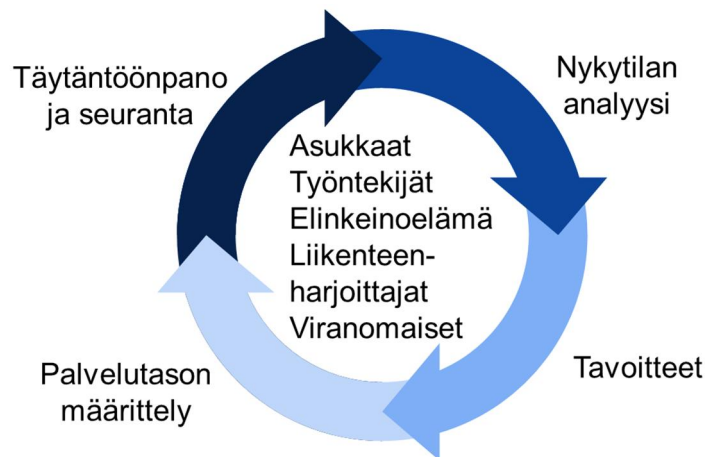 Täytäntöönpano
ja seuranta
Nykytilan
analyysi
Asukkaat
Työntekijät
Elinkeinoelämä
Liikenteen-
harjoittajat
Viranomaiset
Palvelutason
määrittely
Tavoitteet